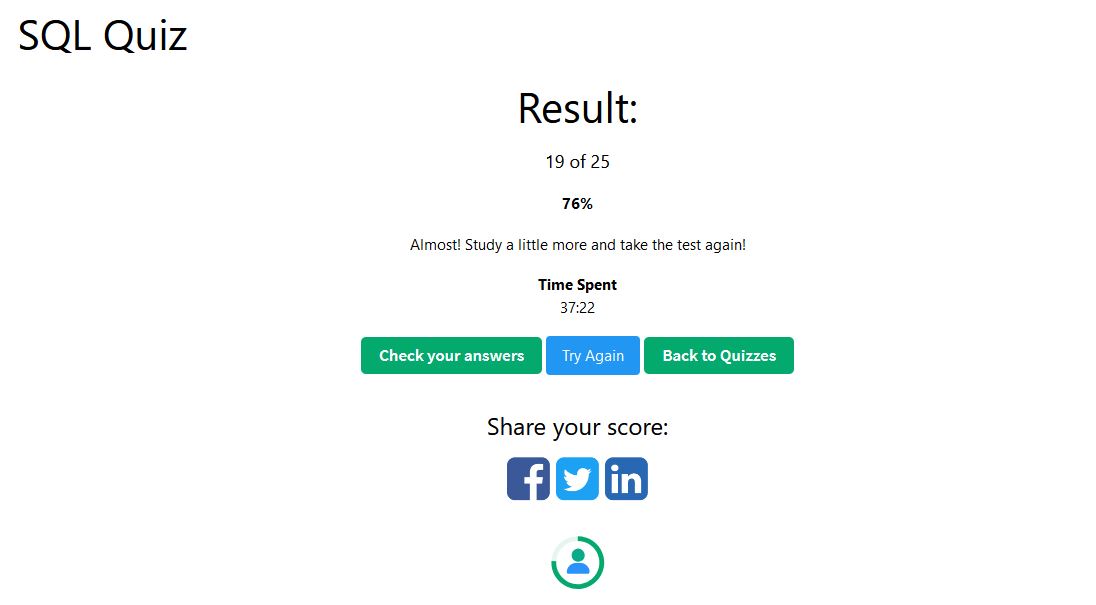 SQL Quiz
Result:
19 of 25
76%
Almost! Study a little more and take the test again!
Time Spent
37:22
Check your answers Try Again Back to Quizzes
Share your score:
f in